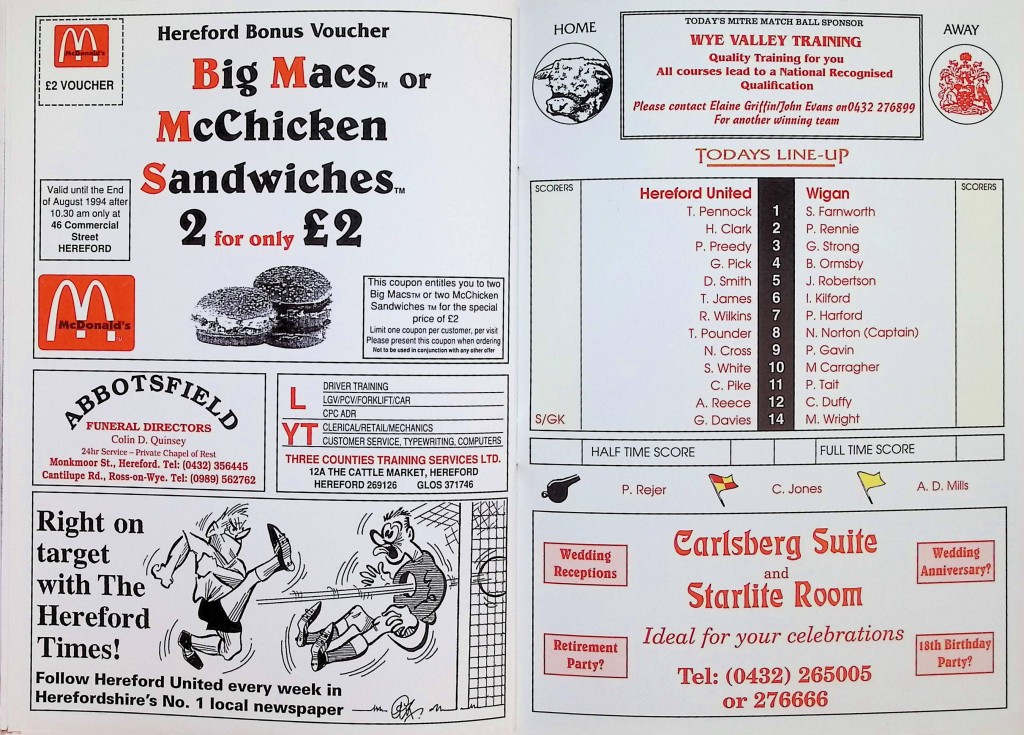 McDonald's
£2 VOUCHER
Hereford Bonus Voucher
Big Macs™ or
McChicken
Sandwiches™
2 for only £2
Valid until the End
of August 1994 after
10.30 am only at
46 Commercial
Street
HEREFORD
McDonald's™
This coupon entitles you to two
Big Macs™ or two McChicken
Sandwiches ™ for the special
price of £2
Limit one coupon per customer, per visit
Please present this coupon when ordering
Not to be used in conjunction with any other offer
ABBOTSFIELD
FUNERAL DIRECTORS
Colin D. Quinsey
24hr Service – Private Chapel of Rest
Monkmoor St., Hereford. Tel: (0432) 356445
Cantilupe Rd., Ross-on-Wye. Tel: (0989) 562762
L
YT
DRIVER TRAINING
LGV/PCV/FORKLIFT/CAR
CPC ADR
CLERICAL/RETAIL/MECHANICS
CUSTOMER SERVICE, TYPEWRITING, COMPUTERS
THREE COUNTIES TRAINING SERVICES LTD.
12A THE CATTLE MARKET, HEREFORD
HEREFORD 269126 GLOS 371746
Right on
target
with The
Hereford
Times!
Follow Hereford United every week in
Herefordshire's No. 1 local newspaper
HOME
TODAY'S MITRE MATCH BALL SPONSOR
WYE VALLEY TRAINING
Quality Training for you
All courses lead to a National Recognised
Qualification
Please contact Elaine Griffin/John Evans on 0432 276899
For another winning team
AWAY
TODAYS LINE-UP
SCORERS Hereford United Wigan SCORERS
T. Pennock 1 S. Farnworth
H. Clark 2 P. Rennie
P. Preedy 3 G. Strong
G. Pick 4 B. Ormsby
D. Smith 5 J. Robertson
T. James 6 I. Kilford
R. Wilkins 7 P. Harford
T. Pounder 8 N. Norton (Captain)
N. Cross 9 P. Gavin
S. White 10 M Carragher
C. Pike 11 P. Tait
A. Reece 12 C. Duffy
S/GK G. Davies 14 M. Wright
HALF TIME SCORE FULL TIME SCORE
P. Rejer C. Jones A. D. Mills
Carlsberg Suite
and
Starlite Room
Wedding
Receptions
Wedding
Anniversary?
Ideal for your celebrations
Retirement
Party?
18th Birthday
Party?
Tel: (0432) 265005
or 276666